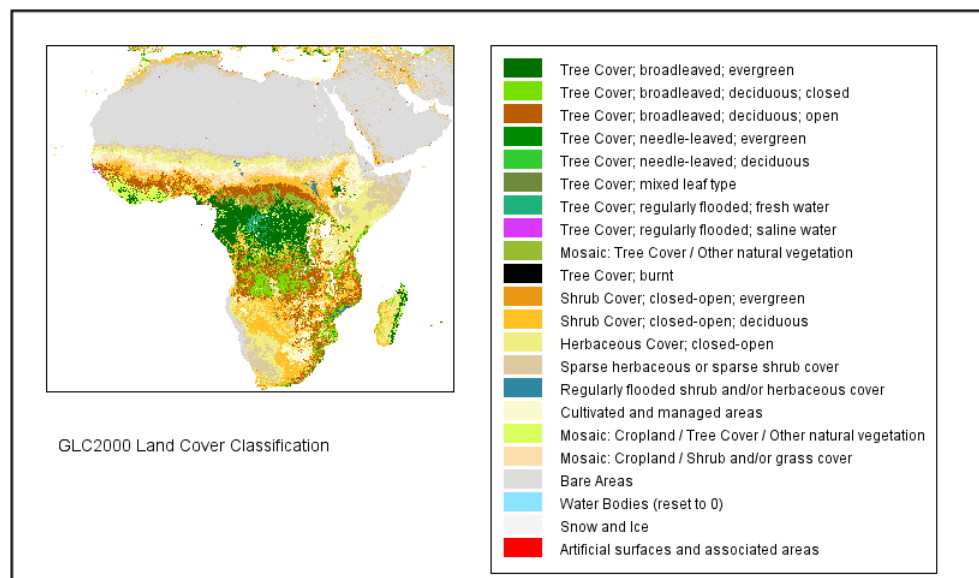 Tree Cover; broadleaved; evergreen
Tree Cover; broadleaved; deciduous; closed
Tree Cover; broadleaved; deciduous; open
Tree Cover; needle-leaved; evergreen
Tree Cover; needle-leaved; deciduous
Tree Cover; mixed leaf type
Tree Cover; regularly flooded; fresh water
Tree Cover; regularly flooded; saline water
Mosaic: Tree Cover / Other natural vegetation
Tree Cover; burnt
Shrub Cover; closed-open; evergreen
Shrub Cover; closed-open; deciduous
Herbaceous Cover; closed-open
Sparse herbaceous or sparse shrub cover
Regularly flooded shrub and/or herbaceous cover
Cultivated and managed areas
Mosaic: Cropland / Tree Cover / Other natural vegetation
Mosaic: Cropland / Shrub and/or grass cover
Bare Areas
Water Bodies (reset to 0)
Snow and Ice
Artificial surfaces and associated areas
GLC2000 Land Cover Classification